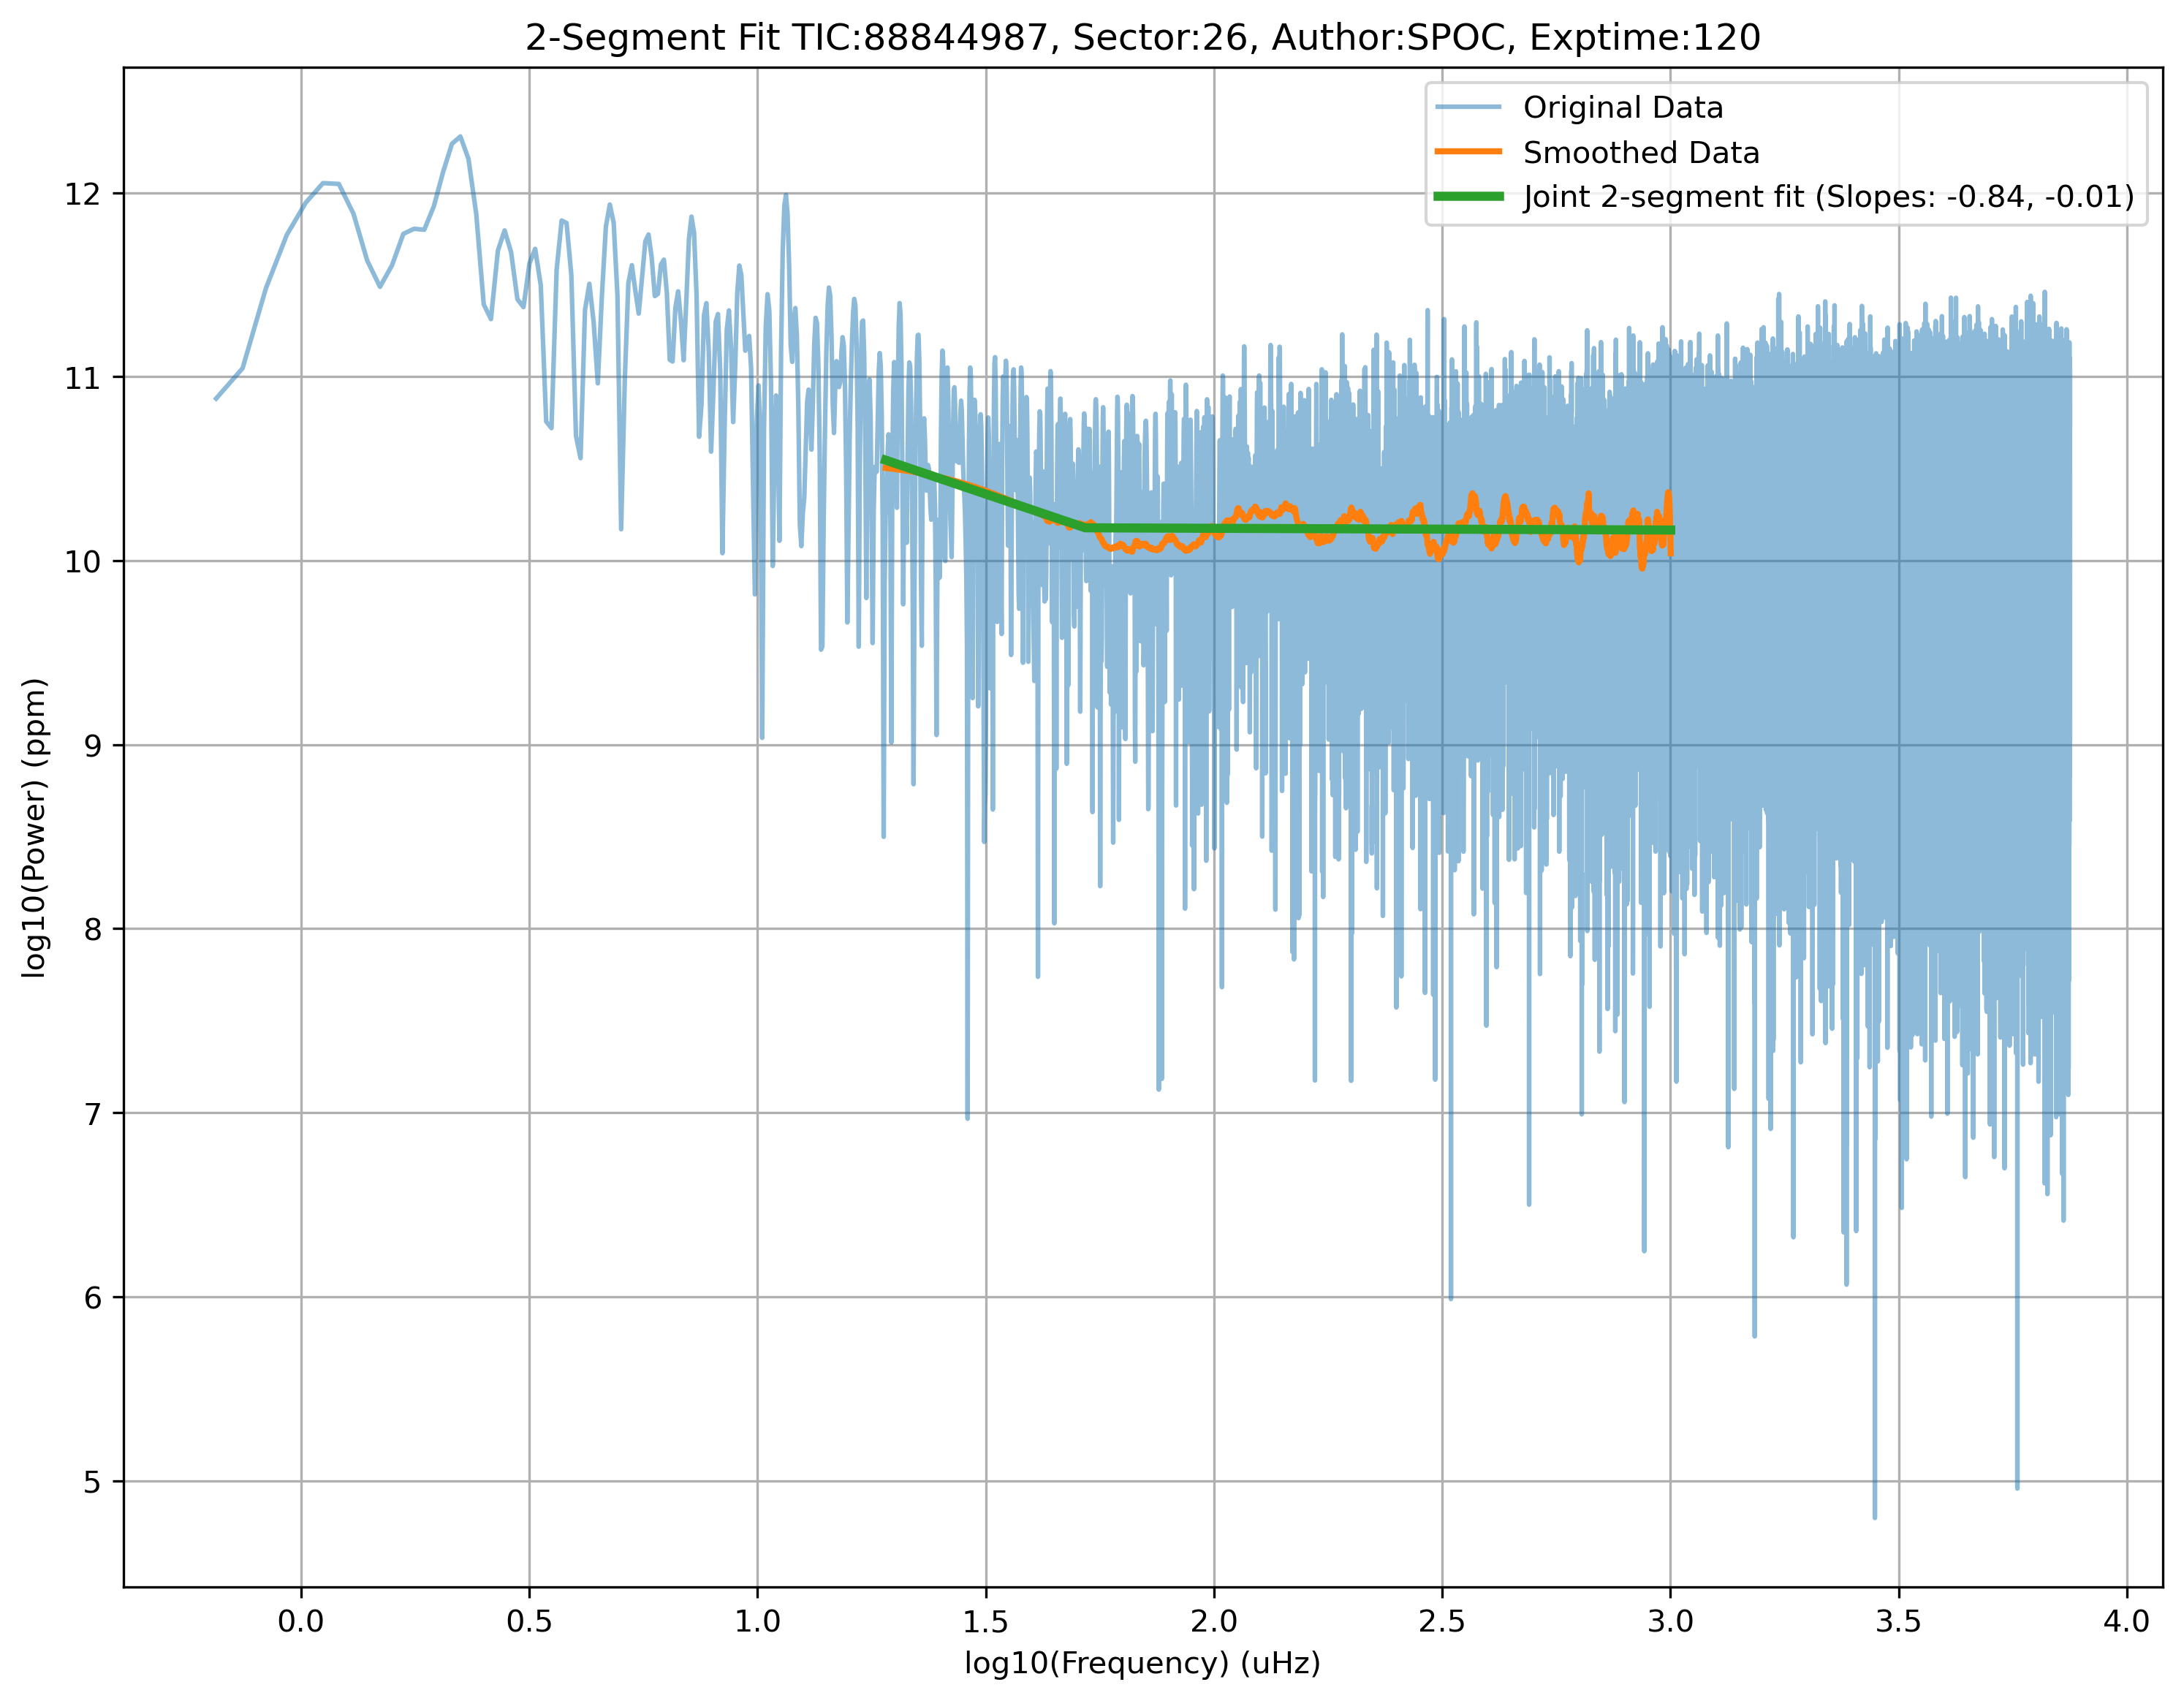 2-Segment Fit TIC:88844987, Sector:26, Author:SPOC, Exptime:120
Original Data
Smoothed Data
Joint 2-segment fit (Slopes: -0.84, -0.01)
log10(Power) (ppm)
12
11
10
9
8
7
6
5
0.0 0.5 1.0 1.5 2.0 2.5 3.0 3.5 4.0
log10(Frequency) (uHz)